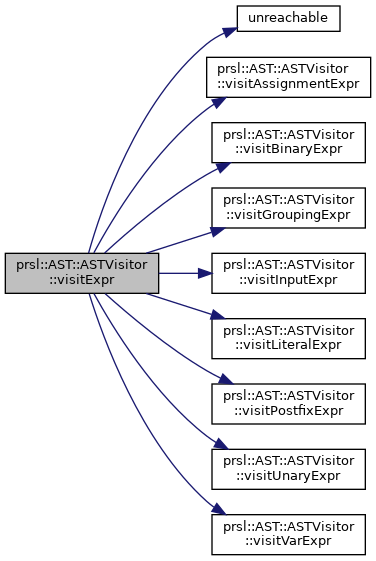 unreachable
prsl::AST::ASTVisitor
::visitAssignmentExpr
prsl::AST::ASTVisitor
::visitBinaryExpr
prsl::AST::ASTVisitor
::visitGroupingExpr
prsl::AST::ASTVisitor
::visitExpr
prsl::AST::ASTVisitor
::visitInputExpr
prsl::AST::ASTVisitor
::visitLiteralExpr
prsl::AST::ASTVisitor
::visitPostfixExpr
prsl::AST::ASTVisitor
::visitUnaryExpr
prsl::AST::ASTVisitor
::visitVarExpr